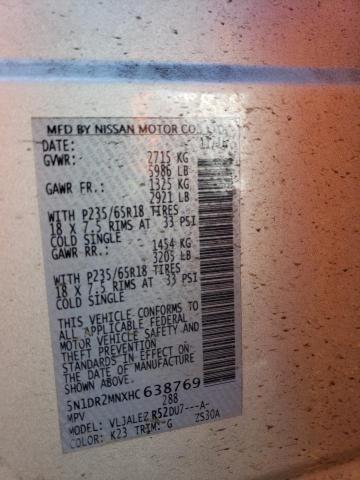 MFD BY NISSAN MOTOR CO., LTD.
DATE:
GVWR: 2715 KG
5986 LB
GAWR FR.: 1325 KG
2921 LB
WITH P235/65R18 TIRES
18 X 7.5 RIMS AT 33 PSI
COLD SINGLE
GAWR RR.: 1454 KG
3205 LB
WITH P235/65R18 TIRES
18 X 7.5 RIMS AT 33 PSI
COLD SINGLE
THIS VEHICLE CONFORMS TO
ALL APPLICABLE FEDERAL
MOTOR VEHICLE SAFETY AND
THEFT PREVENTION
STANDARDS IN EFFECT ON
THE DATE OF MANUFACTURE
SHOWN ABOVE.
5N1DR2MNXHC638769
MPV 288
MODEL: VLJALEZ R52DU7---A-
COLOR: K23 TRIM: G ZS30A